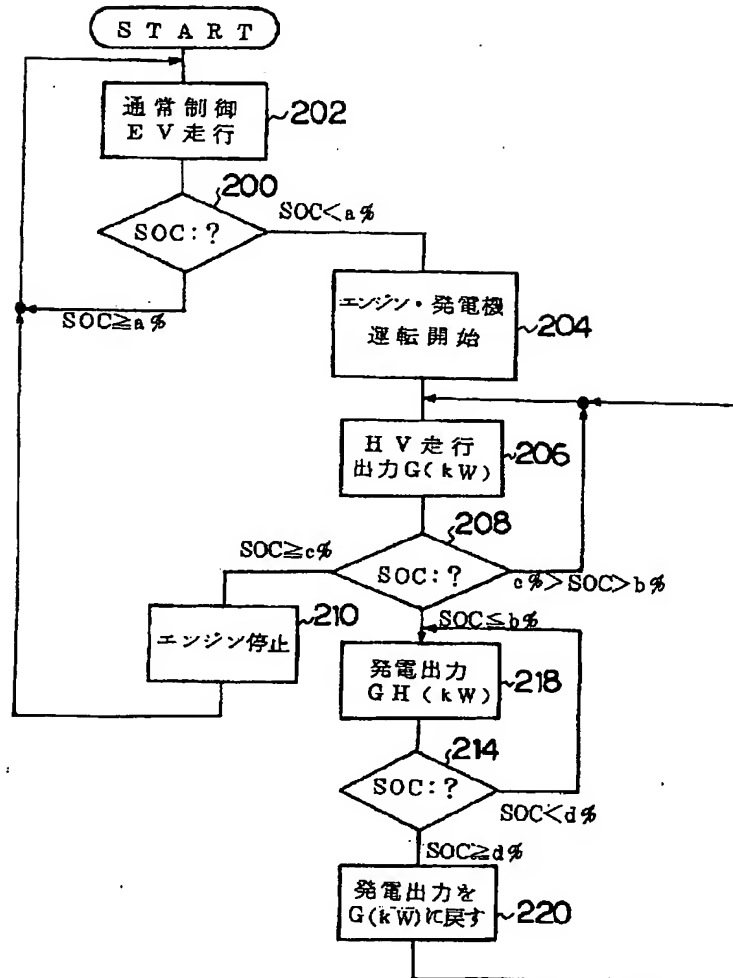 START
通常制御
EV走行
202
200
SOC:?
SOC<a%
SOC≧a%
エンジン・発電機
運転開始
204
HV走行
出力G(kW)
206
208
SOC≧c%
SOC:?
c%>SOC>b%
SOC≦b%
210
エンジン停止
発電出力
GH(kW)
218
214
SOC:?
SOC<d%
SOC≧d%
発電出力を
G(kW)に戻す
220